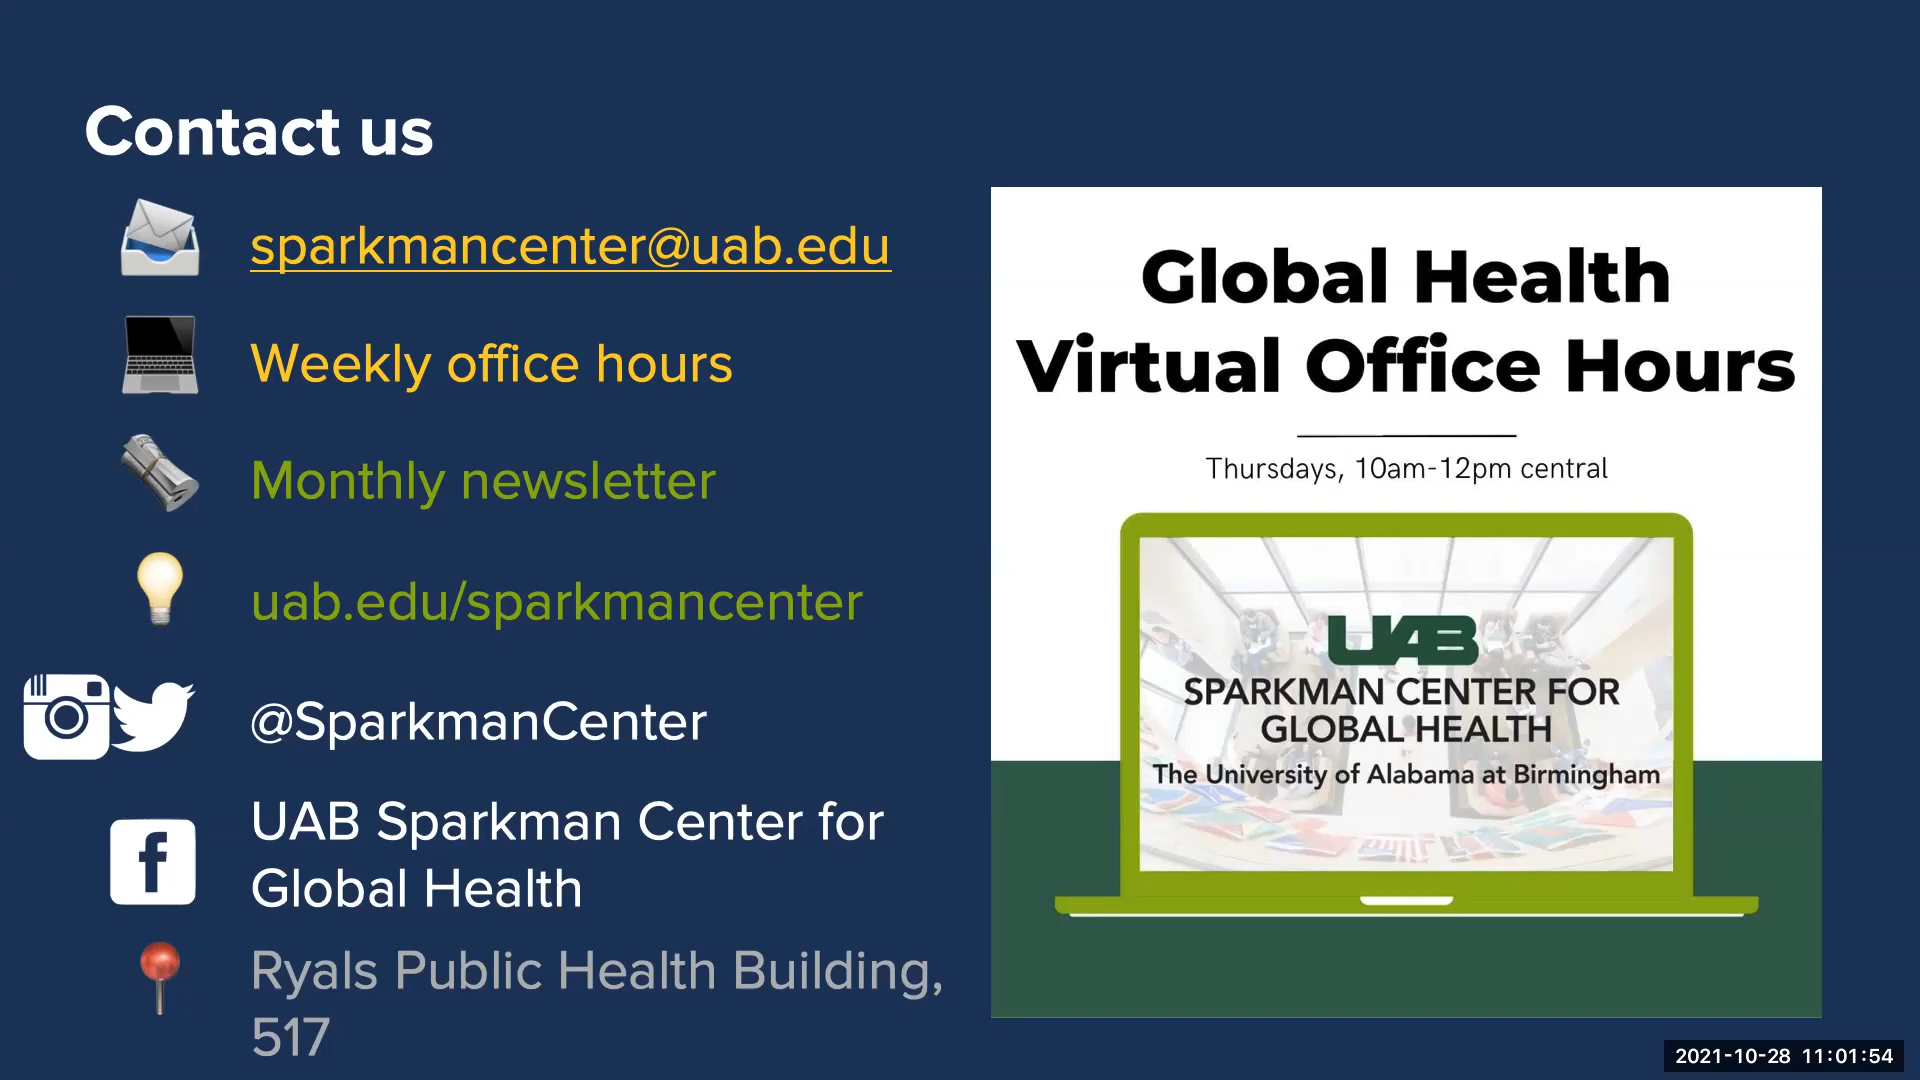 Contact us
sparkmancenter@uab.edu
Weekly office hours
Monthly newsletter
uab.edu/sparkmancenter
@SparkmanCenter
UAB Sparkman Center for
Global Health
Ryals Public Health Building,
517
Global Health
Virtual Office Hours
Thursdays, 10am-12pm central
UAB
SPARKMAN CENTER FOR
GLOBAL HEALTH
The University of Alabama at Birmingham
2021-10-28 11:01:54